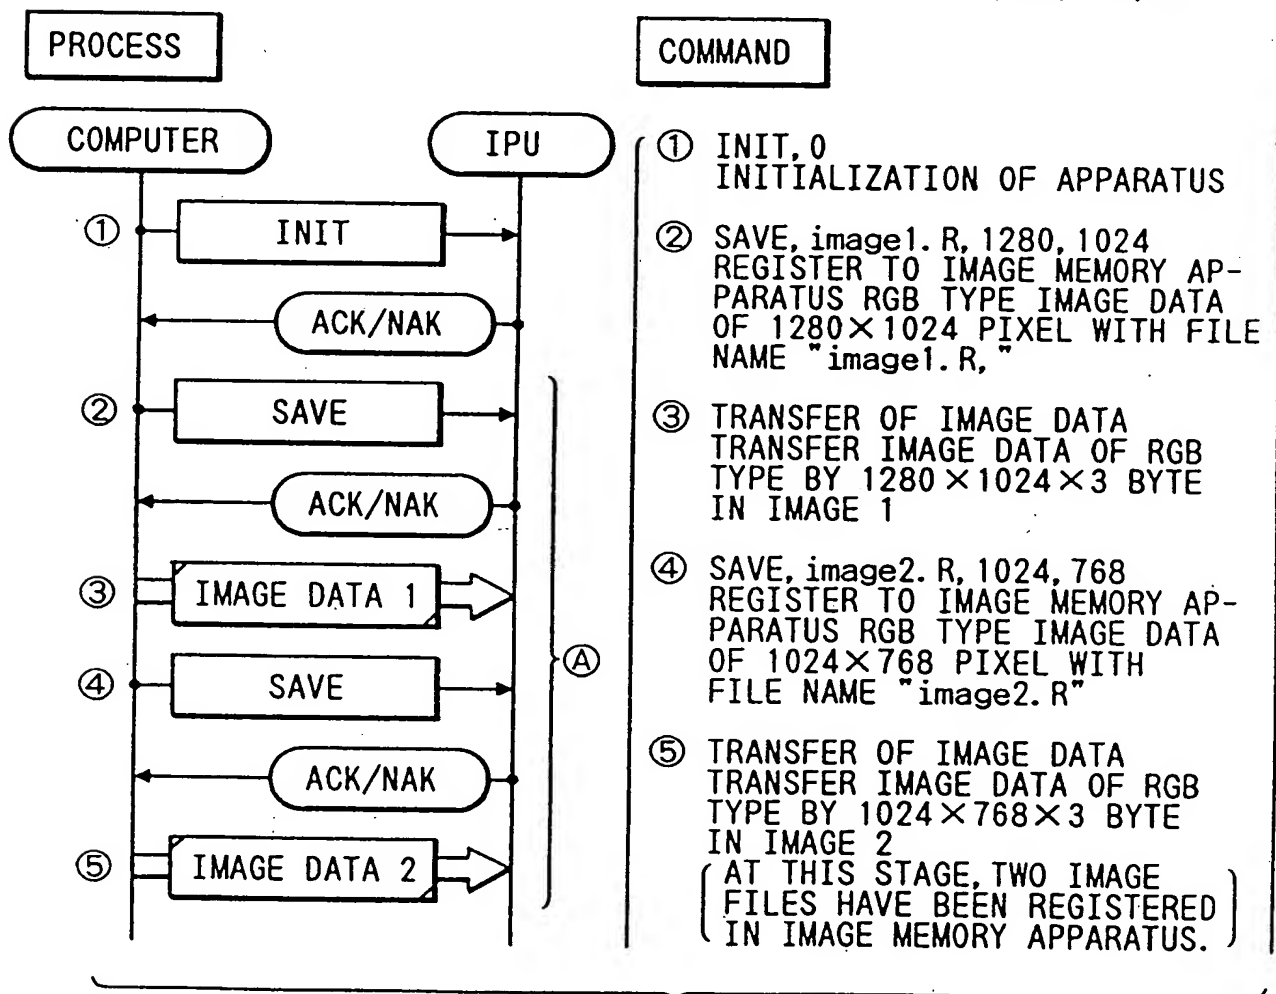 PROCESS
COMPUTER
IPU
① INIT
ACK/NAK
② SAVE
ACK/NAK
③ IMAGE DATA 1
④ SAVE
ACK/NAK
⑤ IMAGE DATA 2
Ⓐ
COMMAND
① INIT, 0
INITIALIZATION OF APPARATUS
② SAVE, image1. R, 1280, 1024
REGISTER TO IMAGE MEMORY AP-
PARATUS RGB TYPE IMAGE DATA
OF 1280×1024 PIXEL WITH FILE
NAME "image1. R,"
③ TRANSFER OF IMAGE DATA
TRANSFER IMAGE DATA OF RGB
TYPE BY 1280×1024×3 BYTE
IN IMAGE 1
④ SAVE, image2. R, 1024, 768
REGISTER TO IMAGE MEMORY AP-
PARATUS RGB TYPE IMAGE DATA
OF 1024×768 PIXEL WITH
FILE NAME "image2. R"
⑤ TRANSFER OF IMAGE DATA
TRANSFER IMAGE DATA OF RGB
TYPE BY 1024×768×3 BYTE
IN IMAGE 2
(AT THIS STAGE, TWO IMAGE
FILES HAVE BEEN REGISTERED
IN IMAGE MEMORY APPARATUS.)